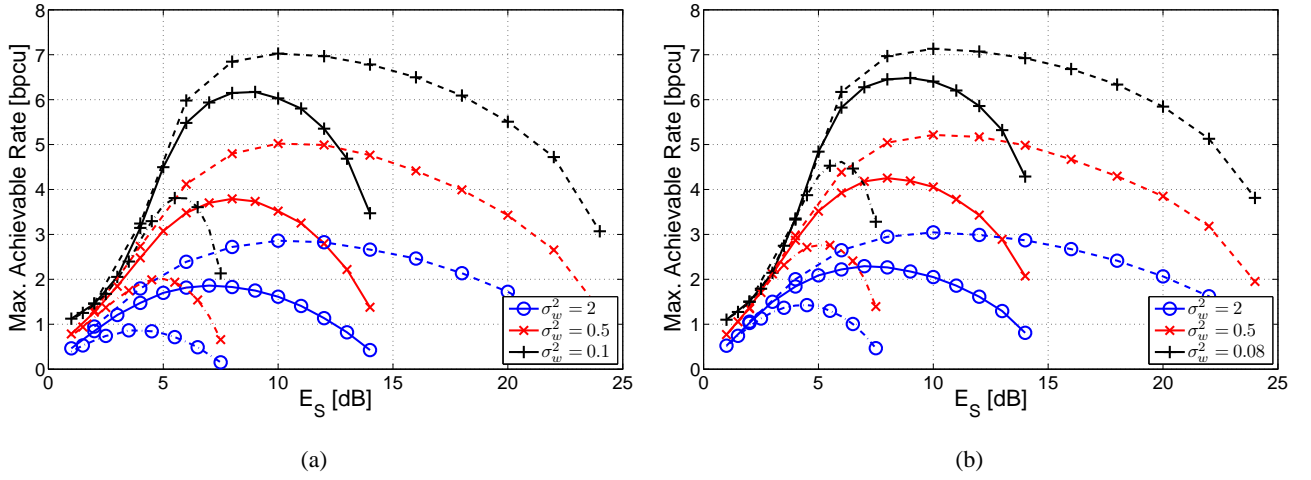 8
7
6
5
4
3
2
1
0
Max. Achievable Rate [bpcu]
0 5 10 15 20 25
E_S [dB]
σ_w^2 = 2
σ_w^2 = 0.5
σ_w^2 = 0.1
(a)
8
7
6
5
4
3
2
1
0
Max. Achievable Rate [bpcu]
0 5 10 15 20 25
E_S [dB]
σ_w^2 = 2
σ_w^2 = 0.5
σ_w^2 = 0.08
(b)